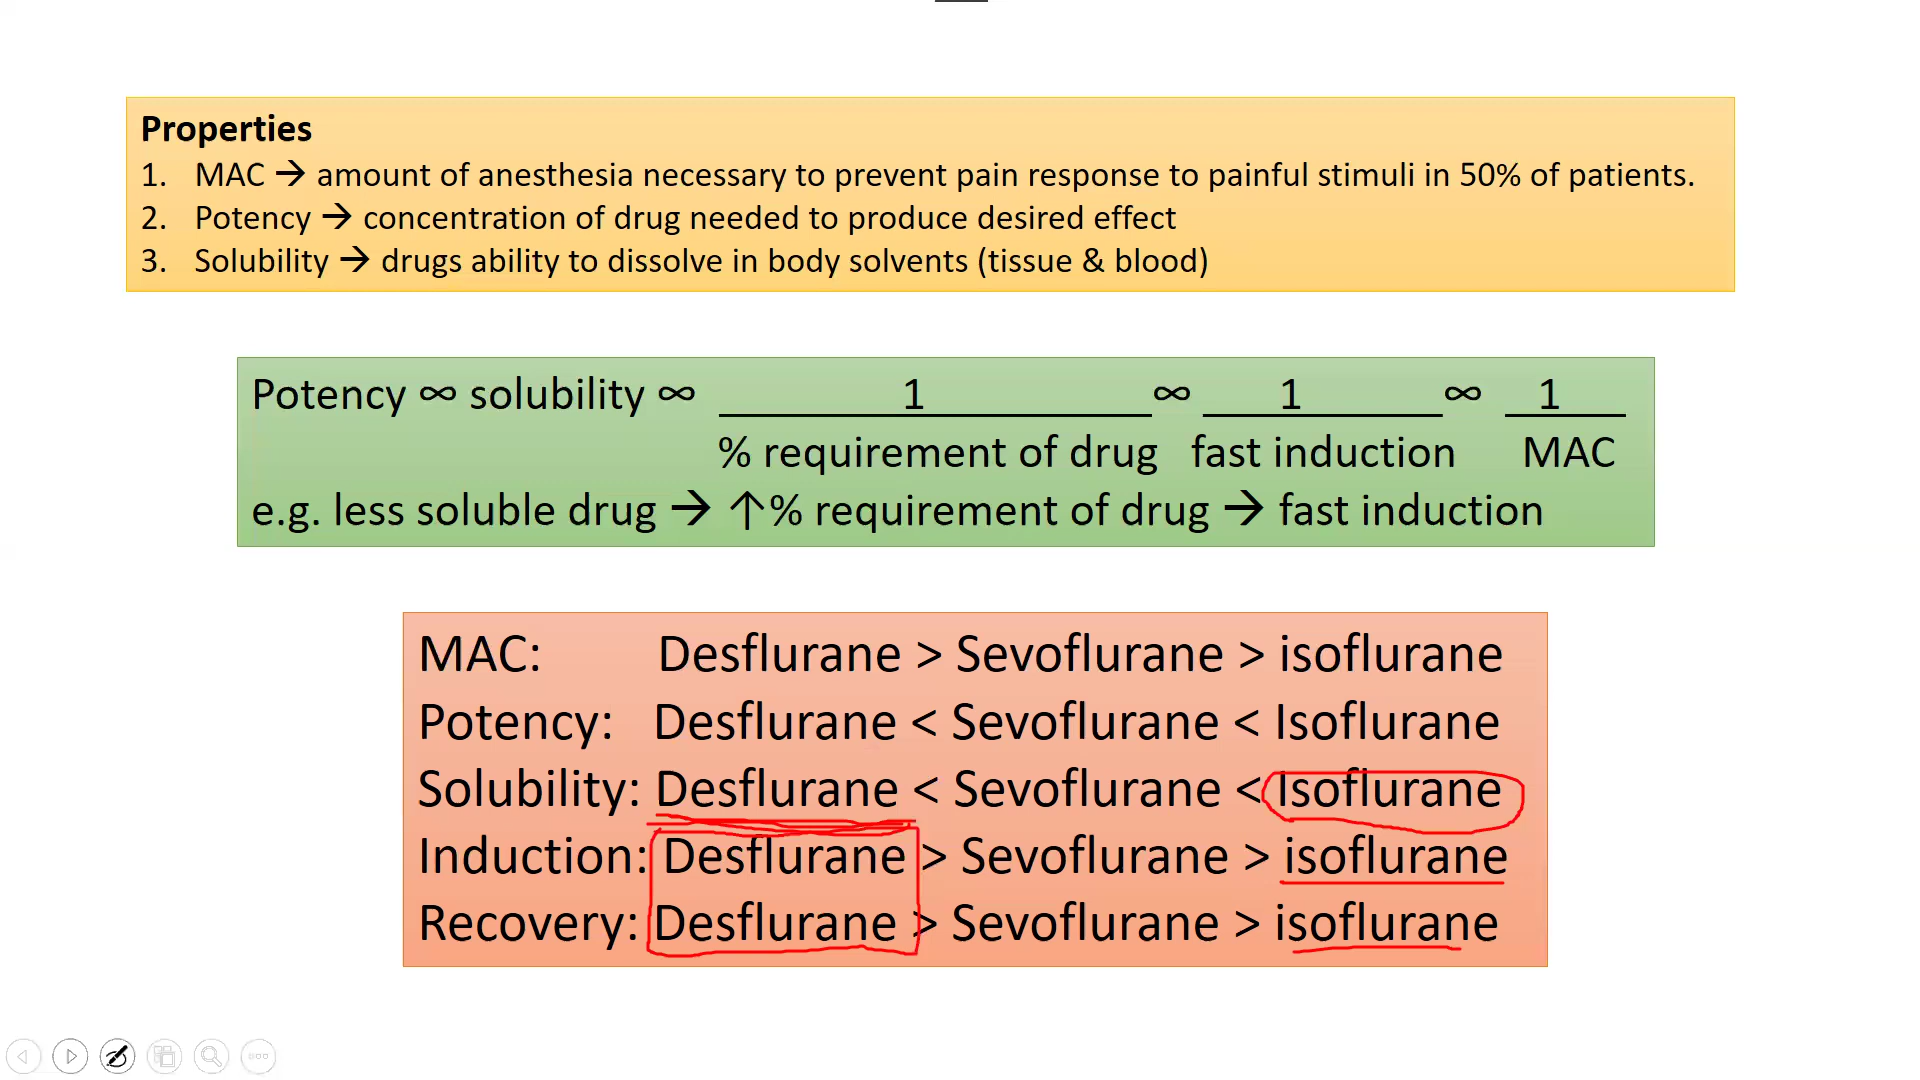 Properties
1. MAC → amount of anesthesia necessary to prevent pain response to painful stimuli in 50% of patients.
2. Potency → concentration of drug needed to produce desired effect
3. Solubility → drugs ability to dissolve in body solvents (tissue & blood)
Potency ∞ solubility ∞ 1 ∞ 1 ∞ 1
% requirement of drug fast induction MAC
e.g. less soluble drug → ↑% requirement of drug → fast induction
MAC: Desflurane > Sevoflurane > isoflurane
Potency: Desflurane < Sevoflurane < Isoflurane
Solubility: Desflurane < Sevoflurane < Isoflurane
Induction: Desflurane > Sevoflurane > isoflurane
Recovery: Desflurane > Sevoflurane > isoflurane